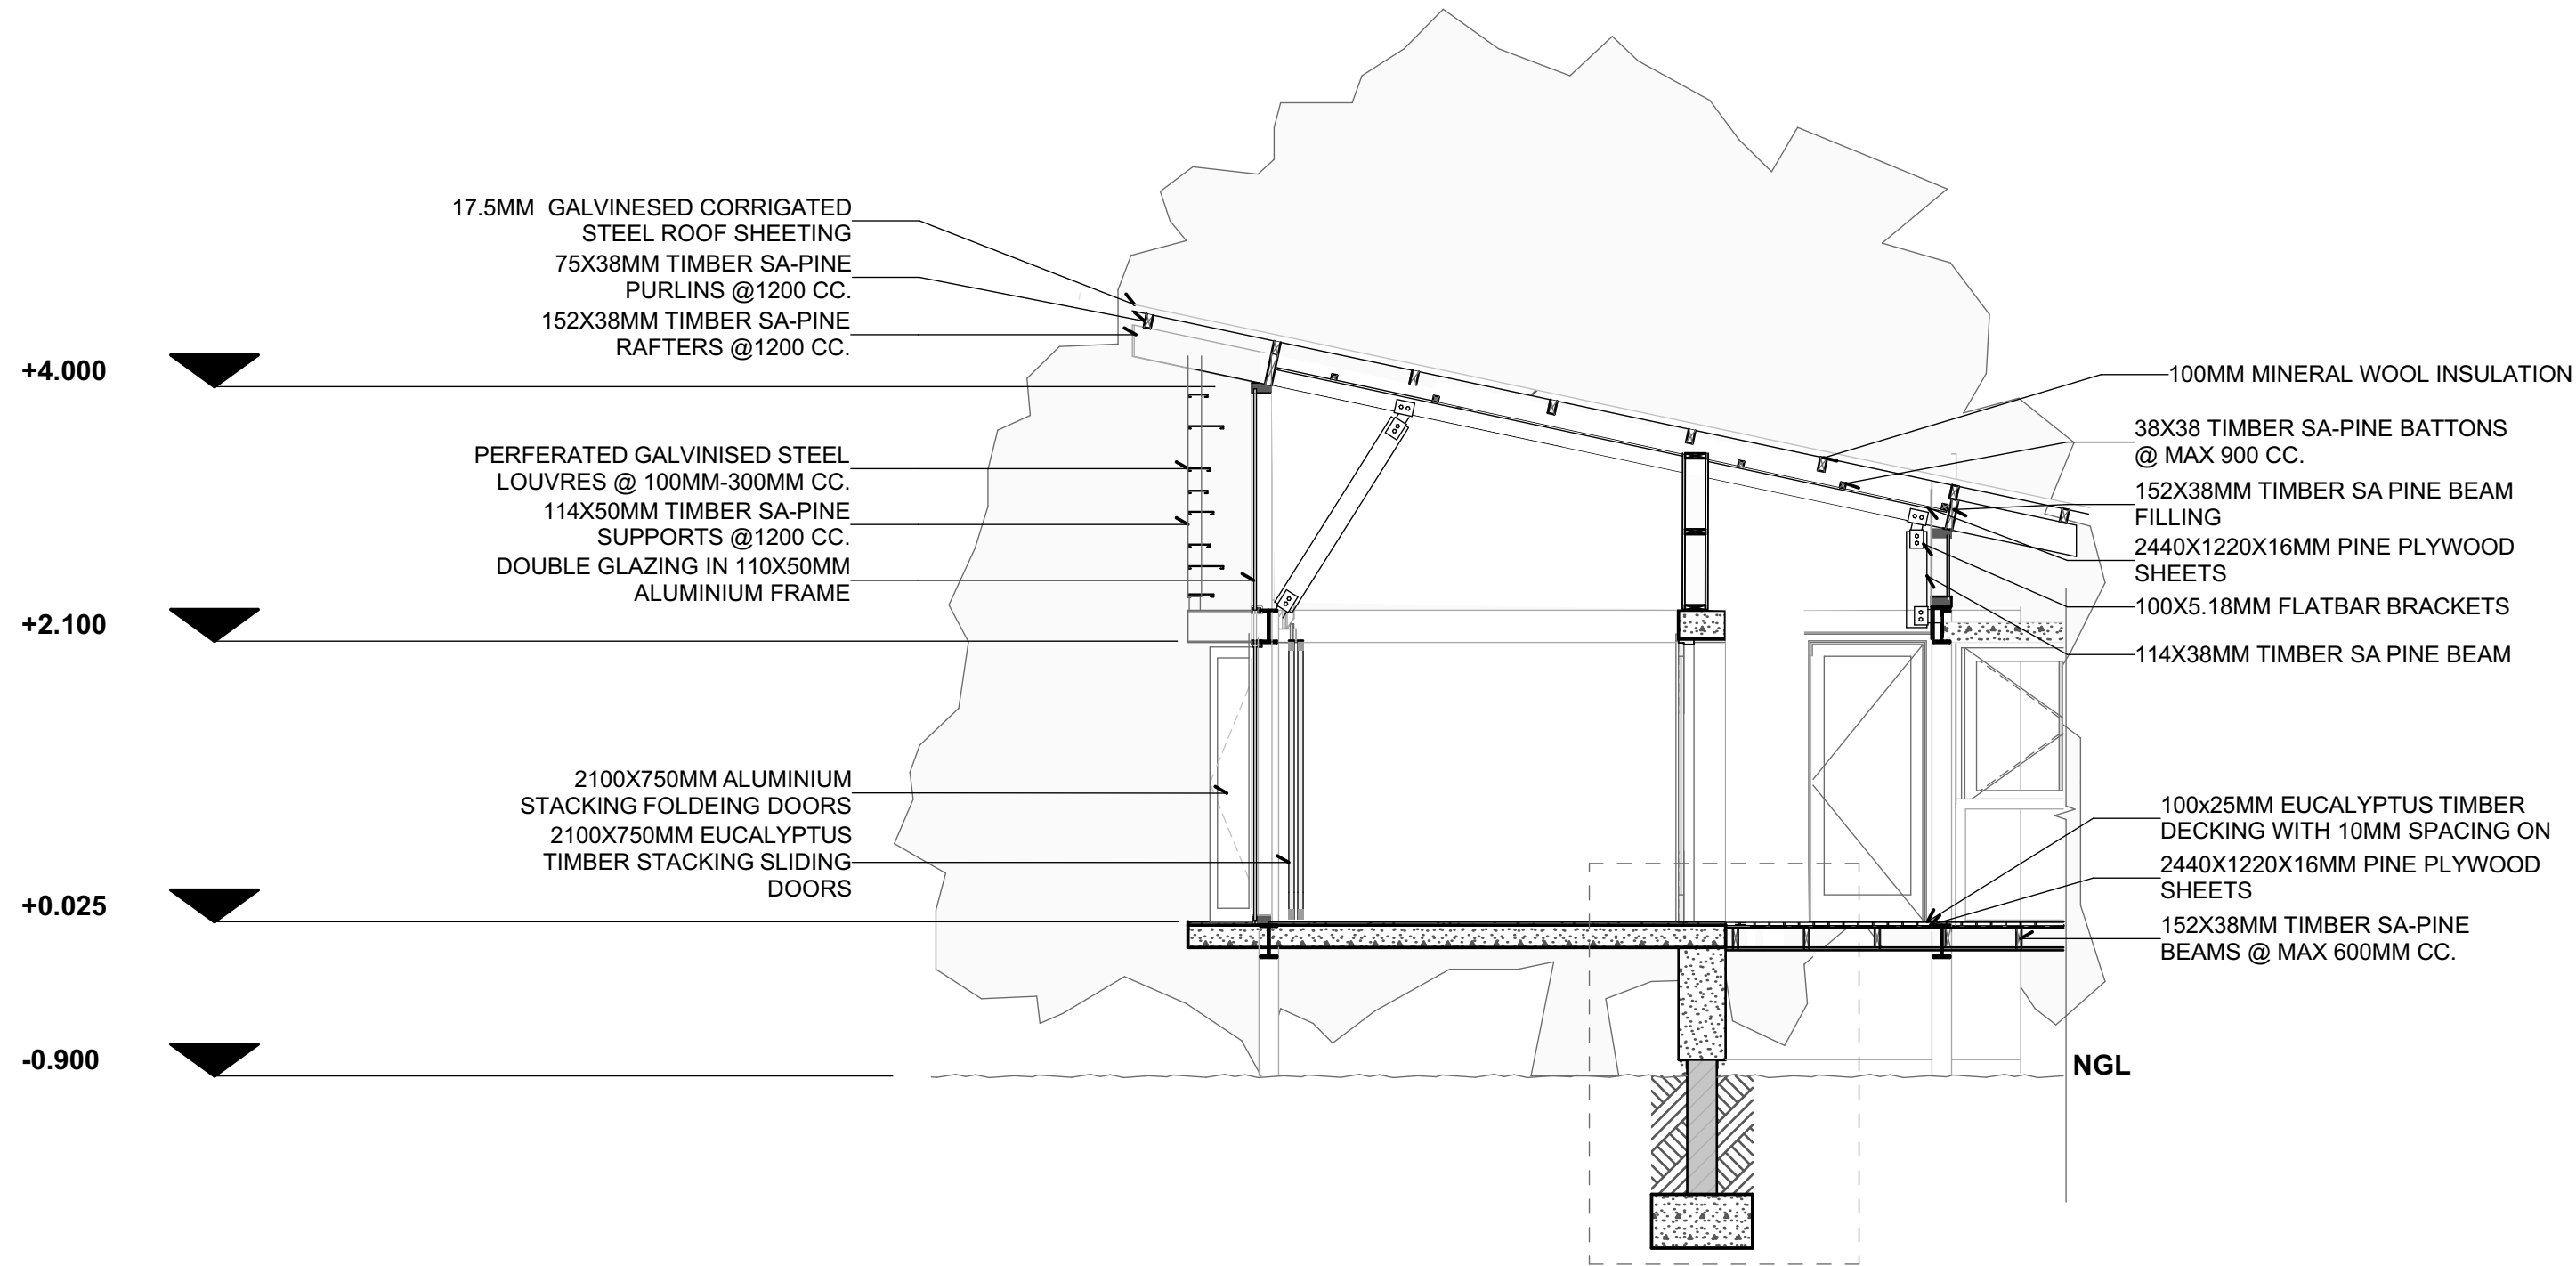 17.5MM  GALVINESED CORRIGATED
STEEL ROOF SHEETING
75X38MM TIMBER SA-PINE
PURLINS @1200 CC.
152X38MM TIMBER SA-PINE
RAFTERS @1200 CC.
+4.000
PERFERATED GALVINISED STEEL
LOUVRES @ 100MM-300MM CC.
114X50MM TIMBER SA-PINE
SUPPORTS @1200 CC.
DOUBLE GLAZING IN 110X50MM
ALUMINIUM FRAME
+2.100
2100X750MM ALUMINIUM
STACKING FOLDEING DOORS
2100X750MM EUCALYPTUS
TIMBER STACKING SLIDING
DOORS
+0.025
-0.900
100MM MINERAL WOOL INSULATION
38X38 TIMBER SA-PINE BATTONS
@ MAX 900 CC.
152X38MM TIMBER SA PINE BEAM
FILLING
2440X1220X16MM PINE PLYWOOD
SHEETS
100X5.18MM FLATBAR BRACKETS
114X38MM TIMBER SA PINE BEAM
100x25MM EUCALYPTUS TIMBER
DECKING WITH 10MM SPACING ON
2440X1220X16MM PINE PLYWOOD
SHEETS
152X38MM TIMBER SA-PINE
BEAMS @ MAX 600MM CC.
NGL